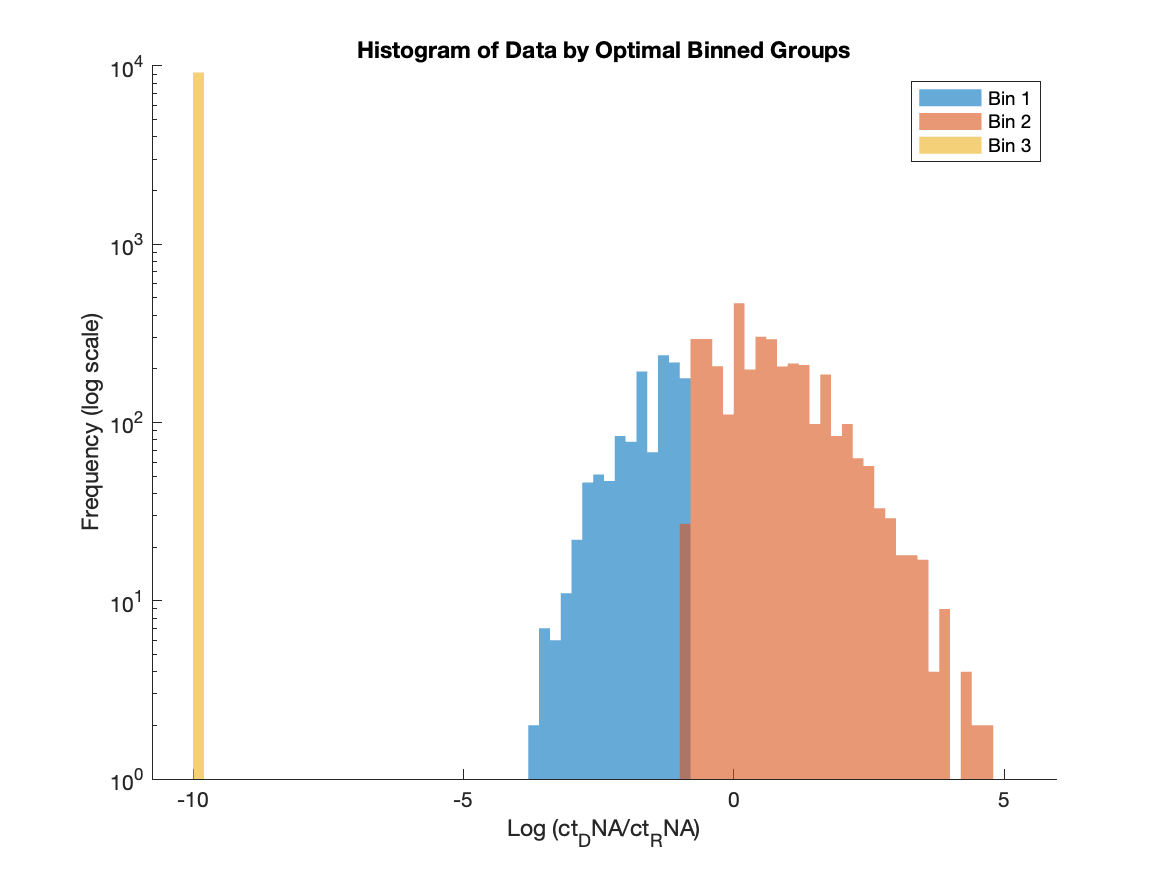 Histogram of Data by Optimal Binned Groups
Bin 1
Bin 2
Bin 3
Frequency (log scale)
10^4
10^3
10^2
10^1
10^0
-10 -5 0 5
Log (ct_DNA/ct_RNA)